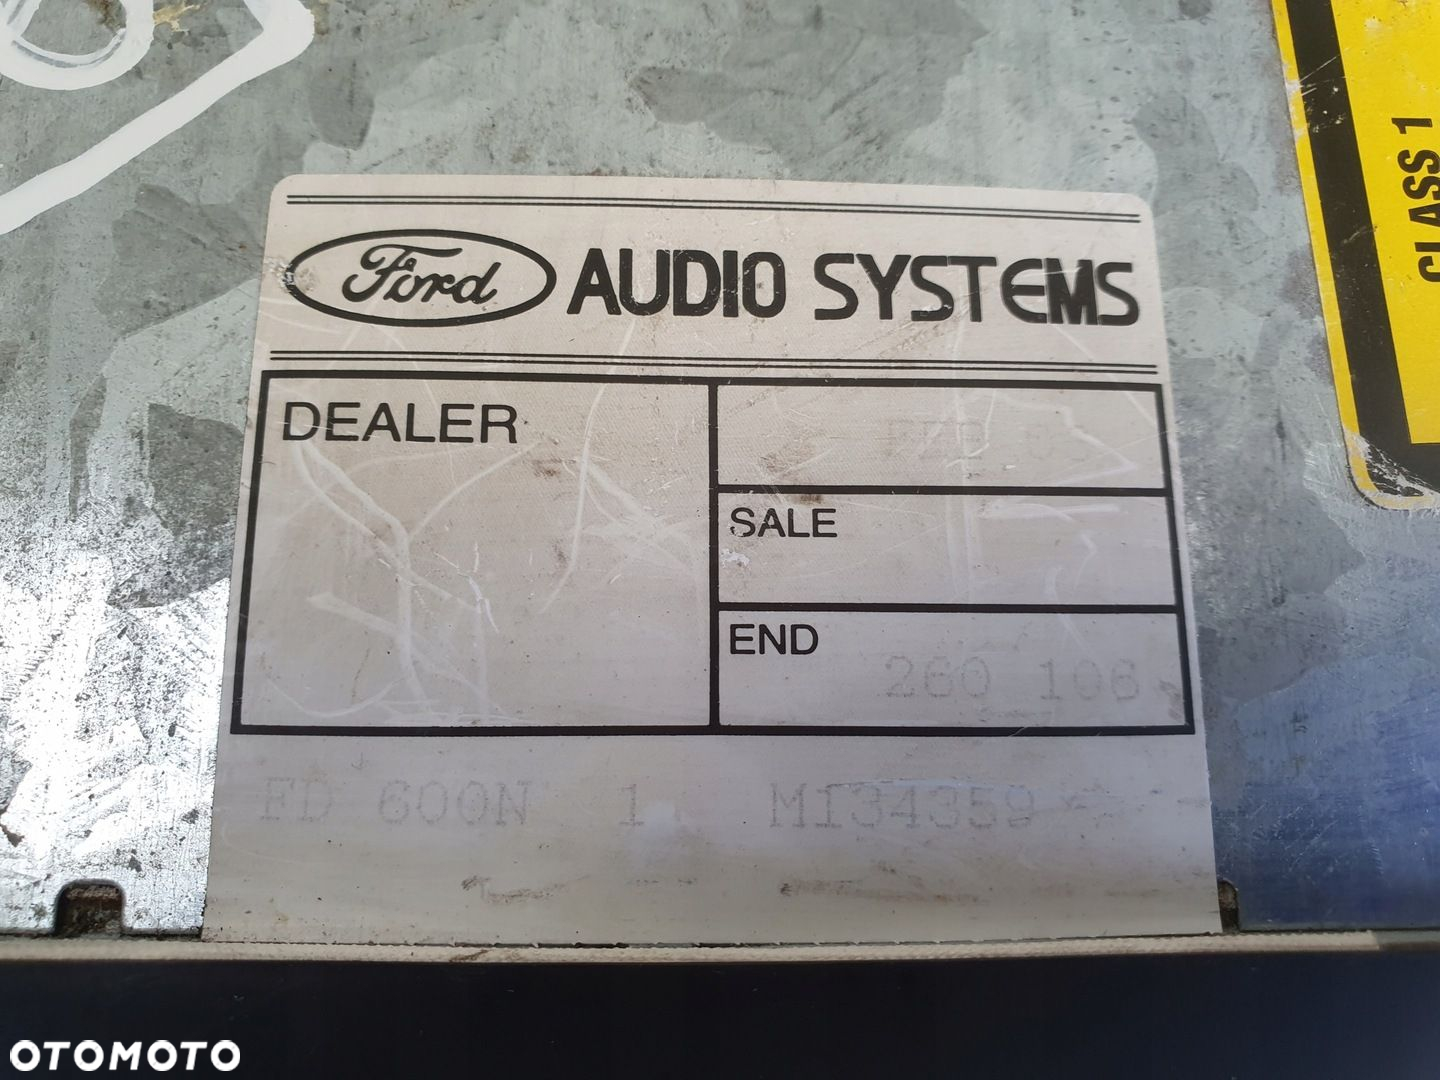 Ford AUDIO SYSTEMS
DEALER
SALE
END
260 106
FD 600N 1 M134359
CLASS 1
OTOMOTO